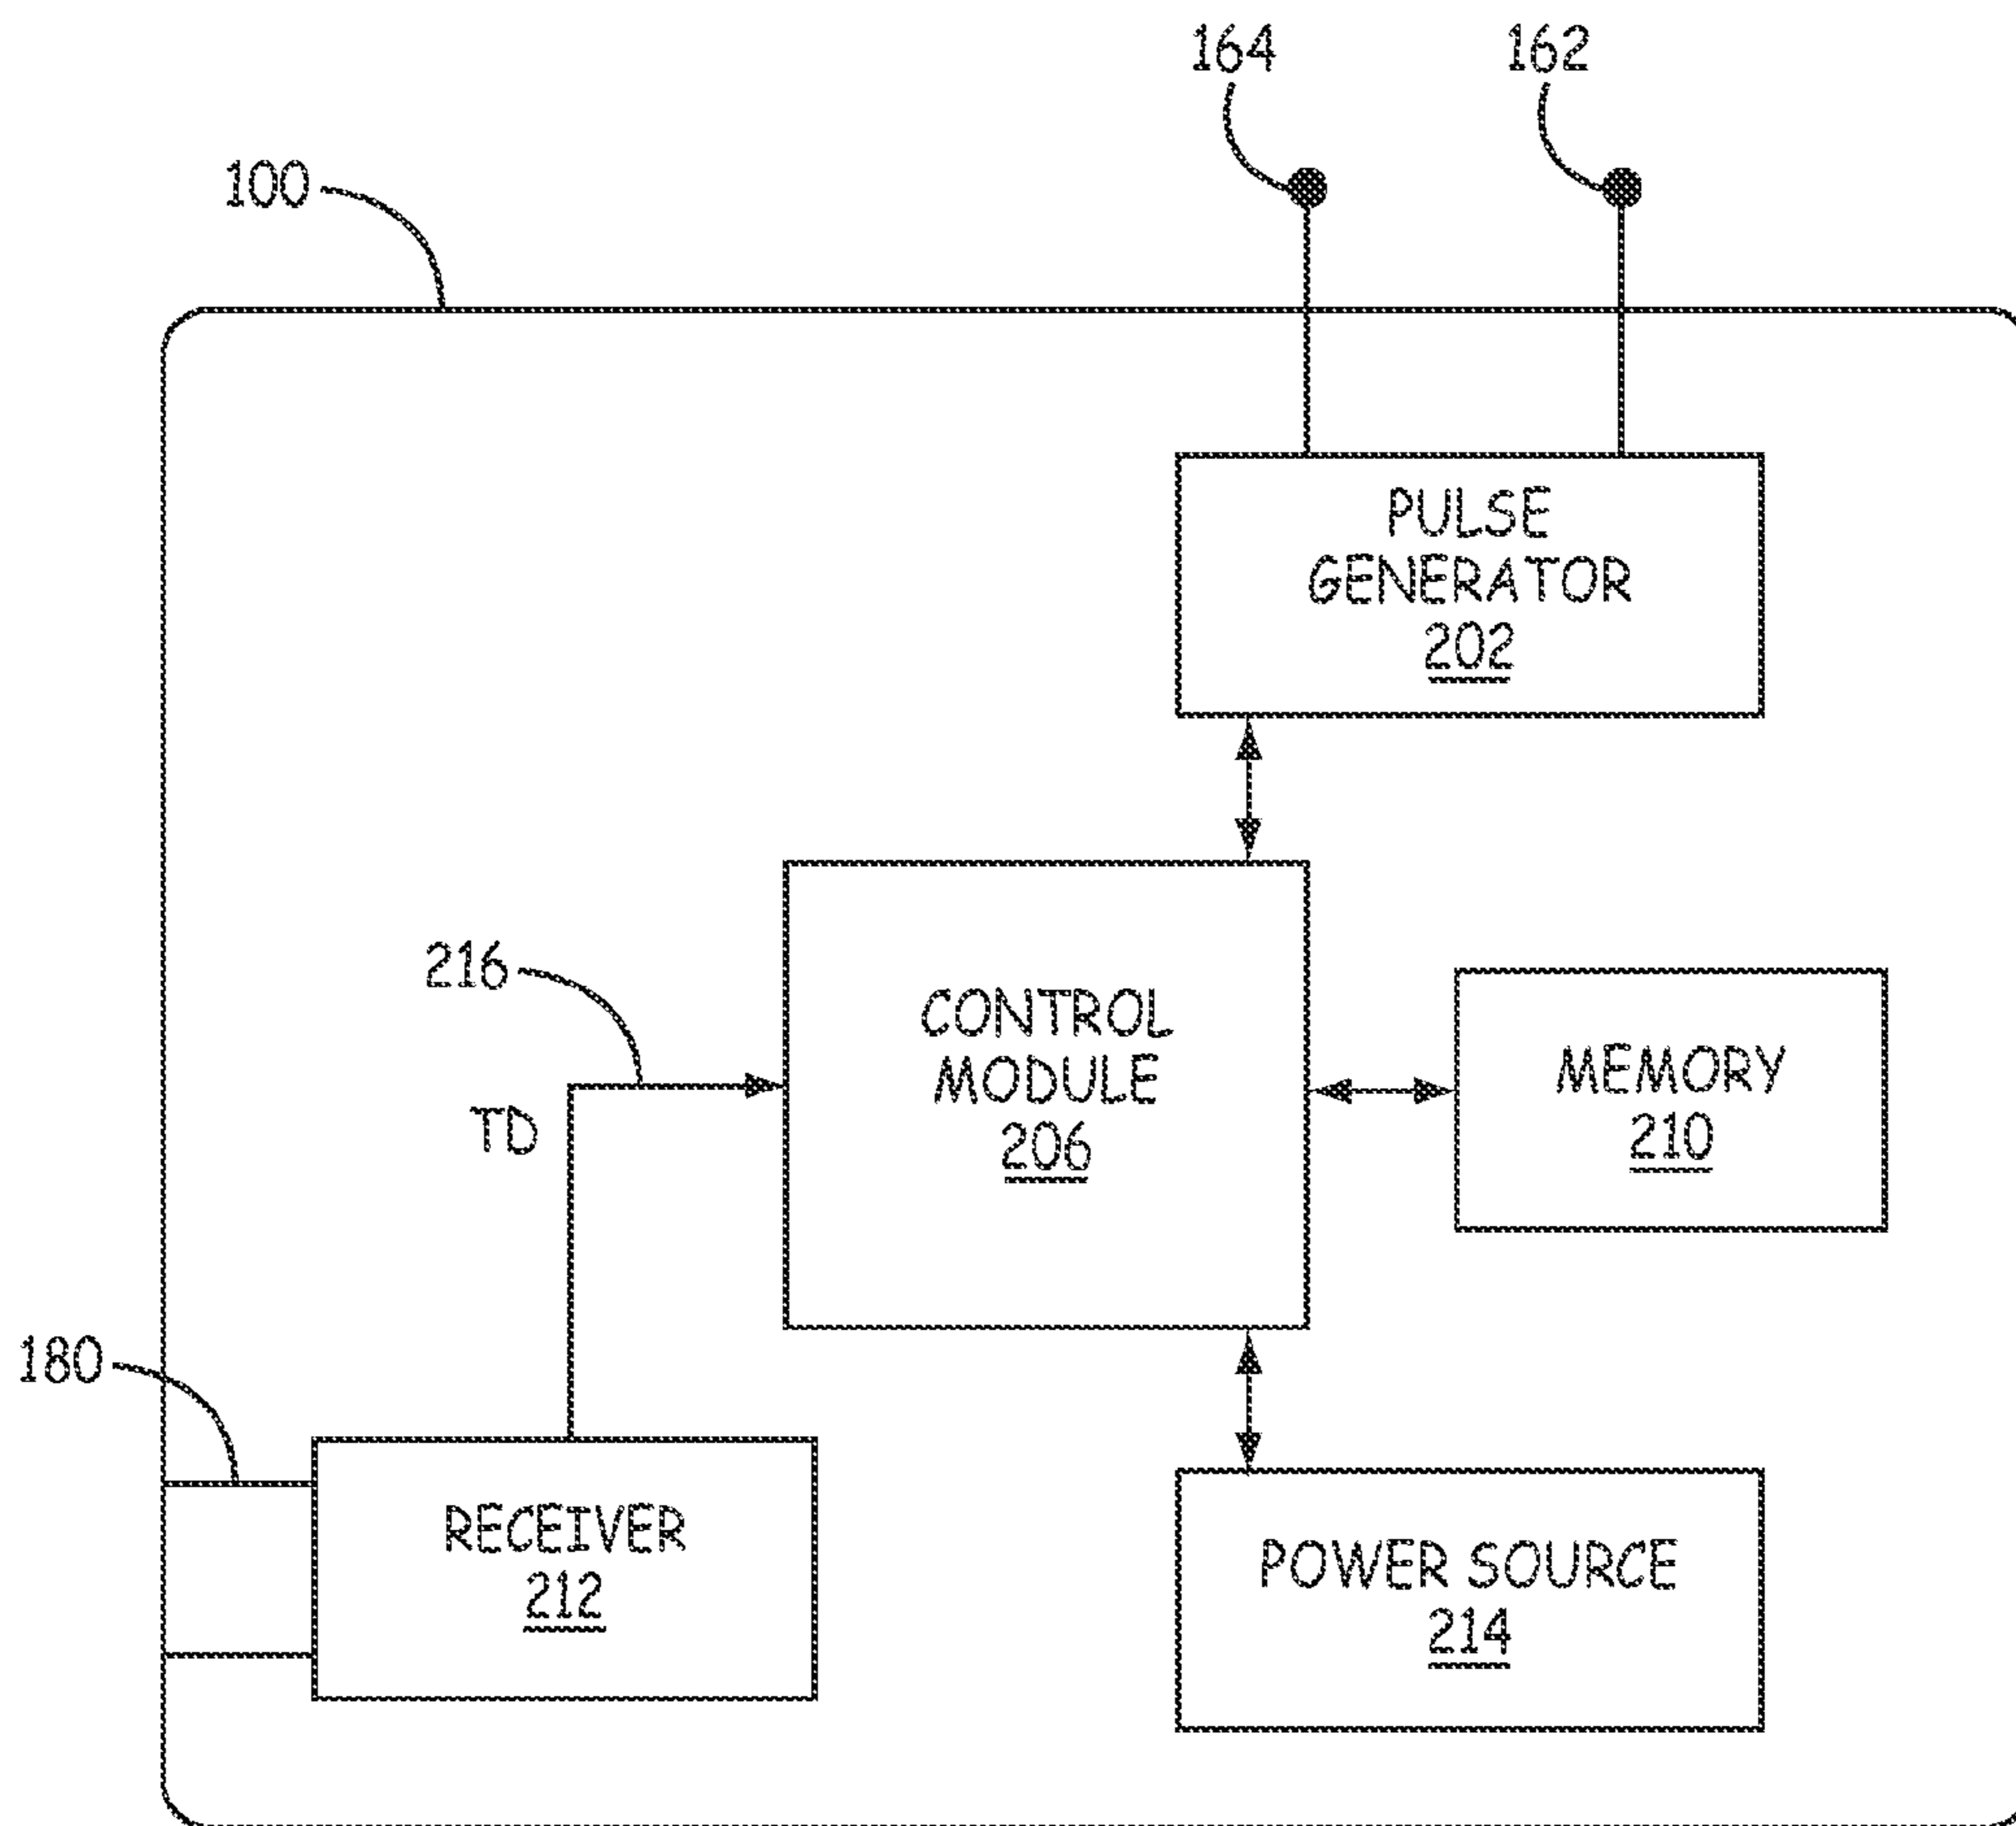 164
162
100
PULSE
GENERATOR
202
216
CONTROL
MODULE
206
MEMORY
210
TD
180
RECEIVER
212
POWER SOURCE
214